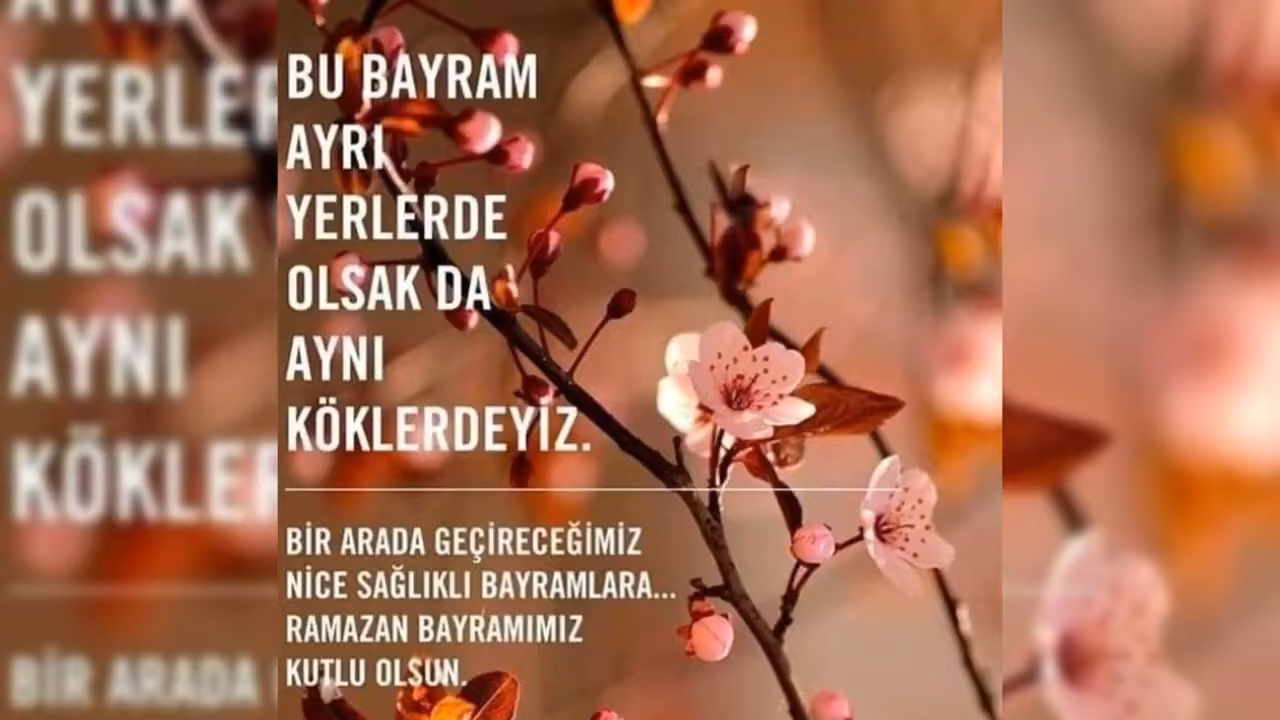 BU BAYRAM
AYRI
YERLERDE
OLSAK DA
AYNI
KÖKLERDEYİZ.
BİR ARADA GEÇİRECEĞİMİZ
NİCE SAĞLIKLI BAYRAMLARA...
RAMAZAN BAYRAMIMIZ
KUTLU OLSUN.